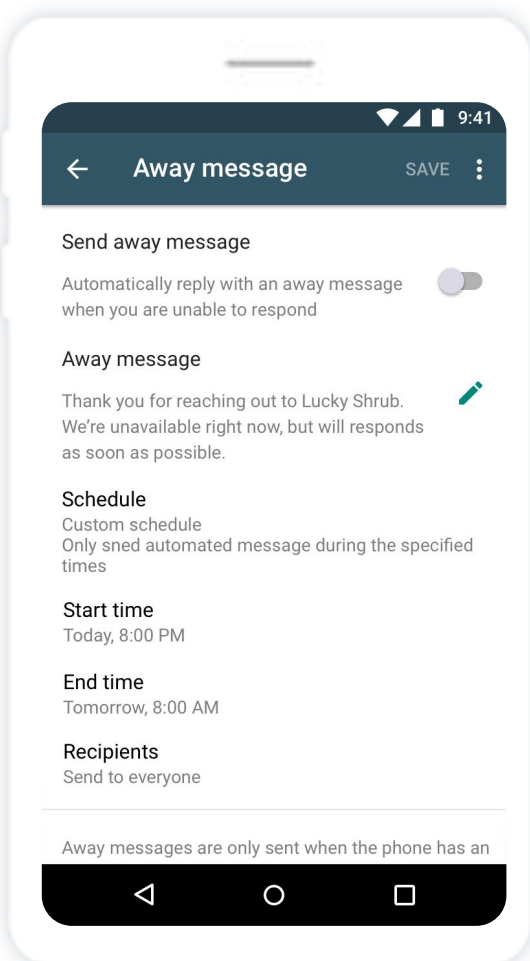 9:41
Away message SAVE
Send away message
Automatically reply with an away message
when you are unable to respond
Away message
Thank you for reaching out to Lucky Shrub.
We’re unavailable right now, but will responds
as soon as possible.
Schedule
Custom schedule
Only sned automated message during the specified
times
Start time
Today, 8:00 PM
End time
Tomorrow, 8:00 AM
Recipients
Send to everyone
Away messages are only sent when the phone has an